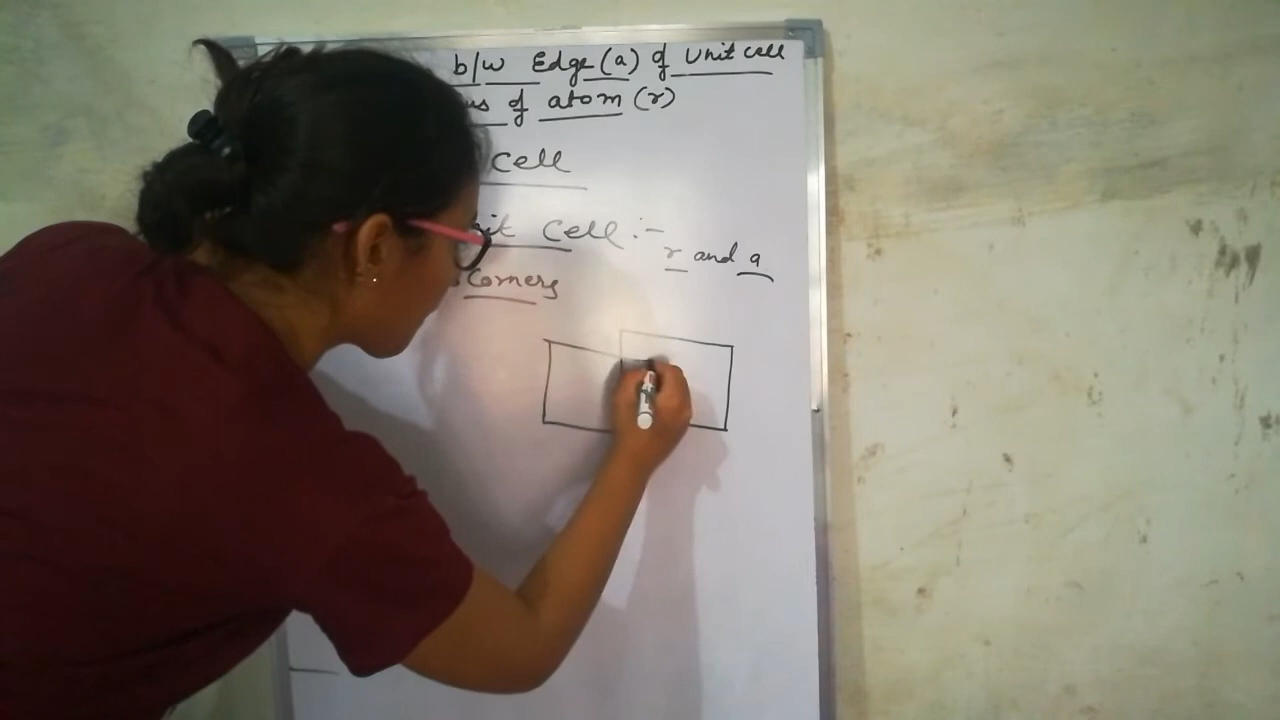 b/w Edge (a) of Unit cell
of atom (r)
Cell
Cell :-
r and a
Corners